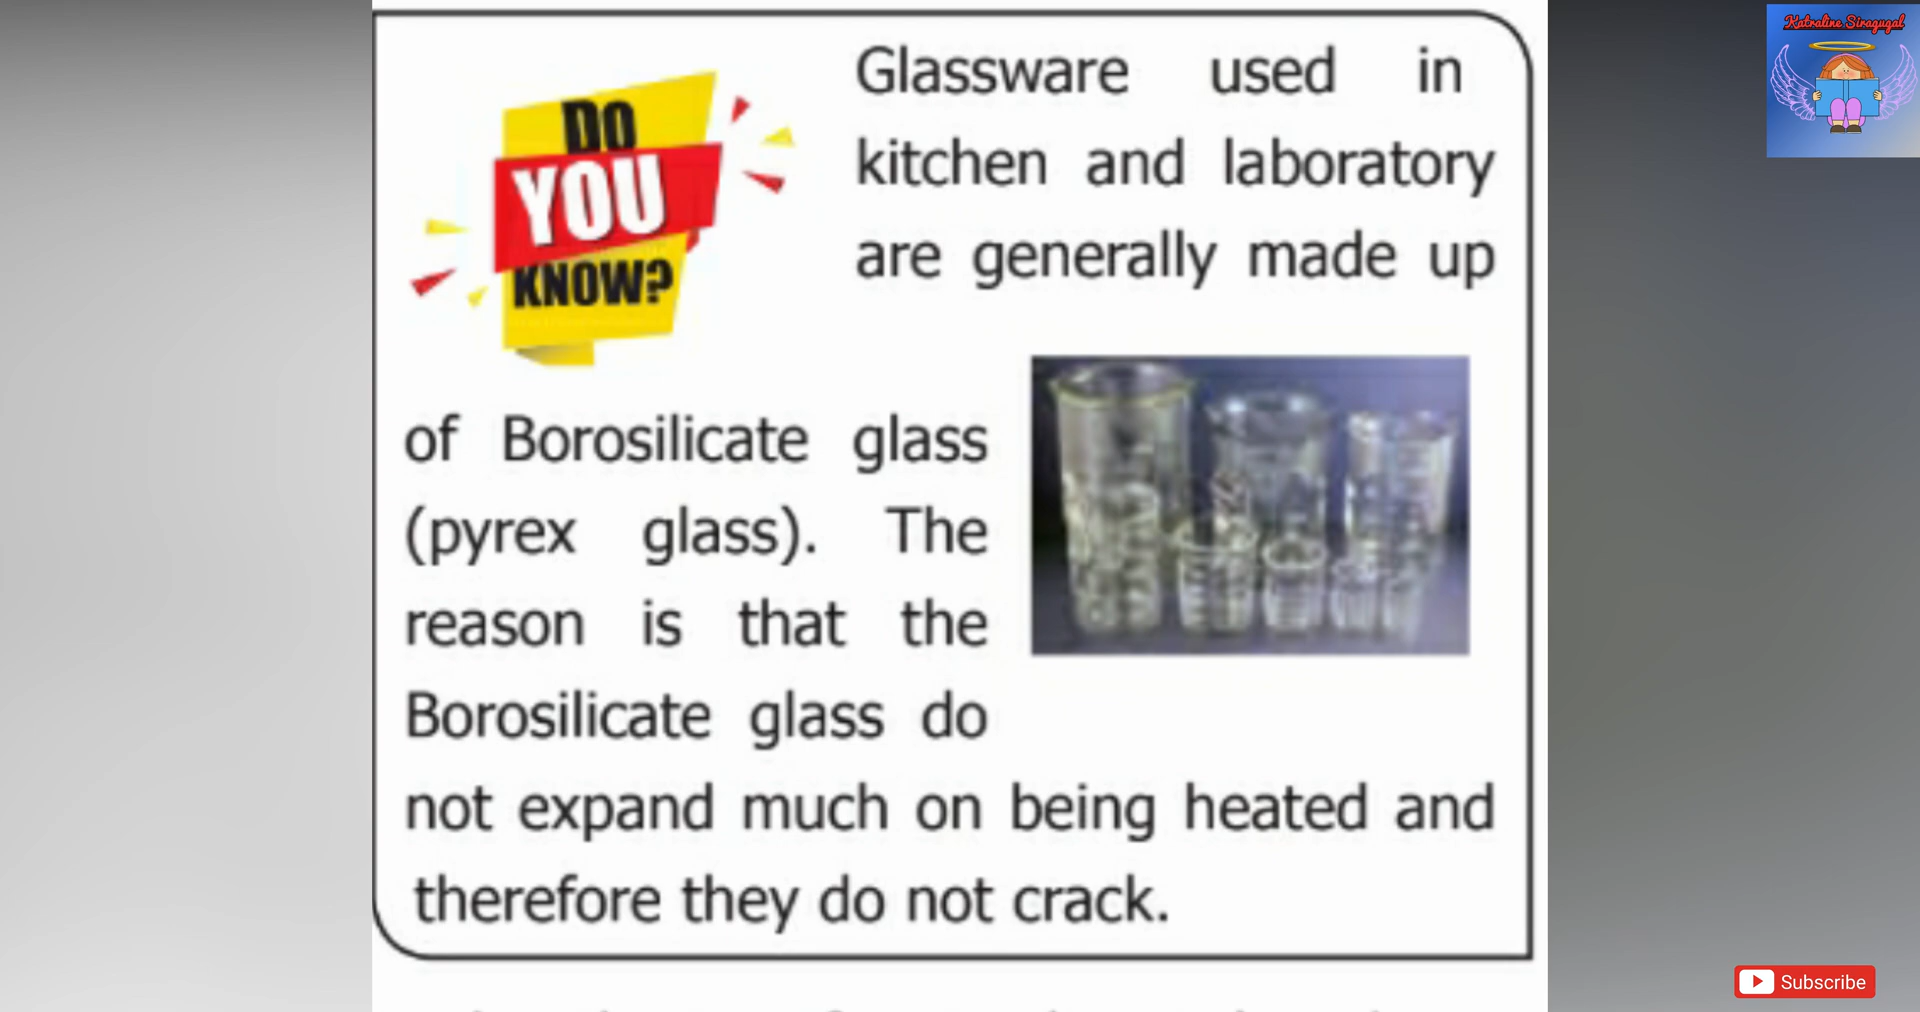 Katraline Siragugal
DO
YOU
KNOW?
Glassware used in
kitchen and laboratory
are generally made up
of Borosilicate glass
(pyrex glass). The
reason is that the
Borosilicate glass do
not expand much on being heated and
therefore they do not crack.
Subscribe